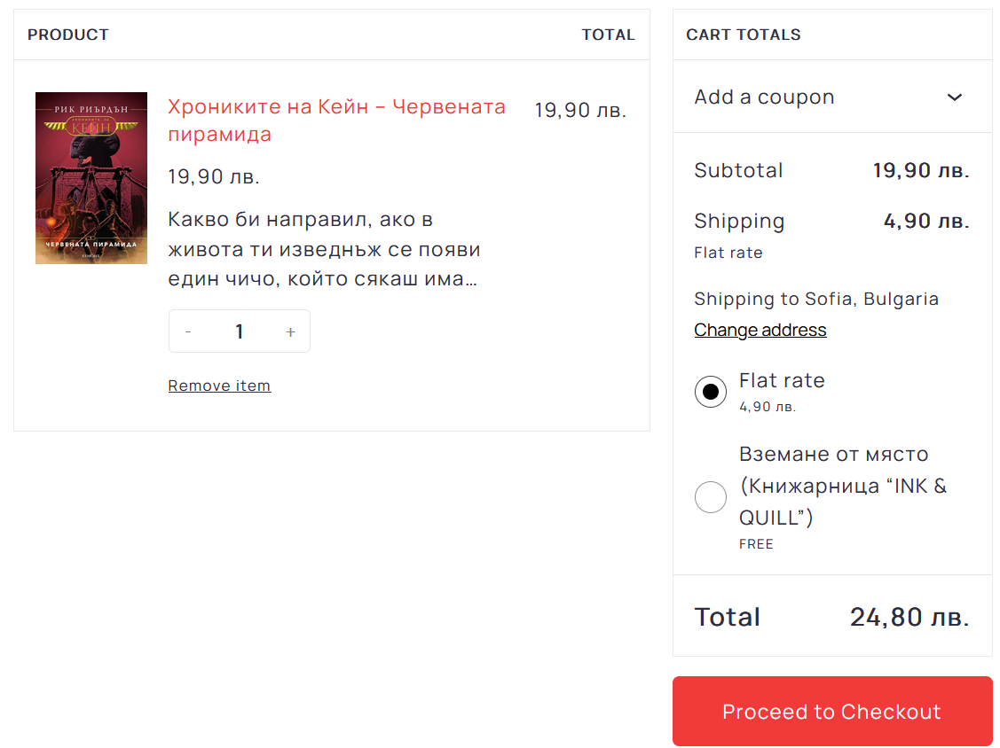 PRODUCT
TOTAL
РИК РИЪРДЪН
ХРОНИКИТЕ НА
КЕЙН
ЧЕРВЕНАТА ПИРАМИДА
Хрониките на Кейн – Червената
пирамида
19,90 лв.
19,90 лв.
Какво би направил, ако в
живота ти изведнъж се появи
един чичо, който сякаш има…
- 1 +
Remove item
CART TOTALS
Add a coupon
Subtotal 19,90 лв.
Shipping 4,90 лв.
Flat rate
Shipping to Sofia, Bulgaria
Change address
Flat rate
4,90 лв.
Вземане от място
(Книжарница “INK &
QUILL”)
FREE
Total 24,80 лв.
Proceed to Checkout